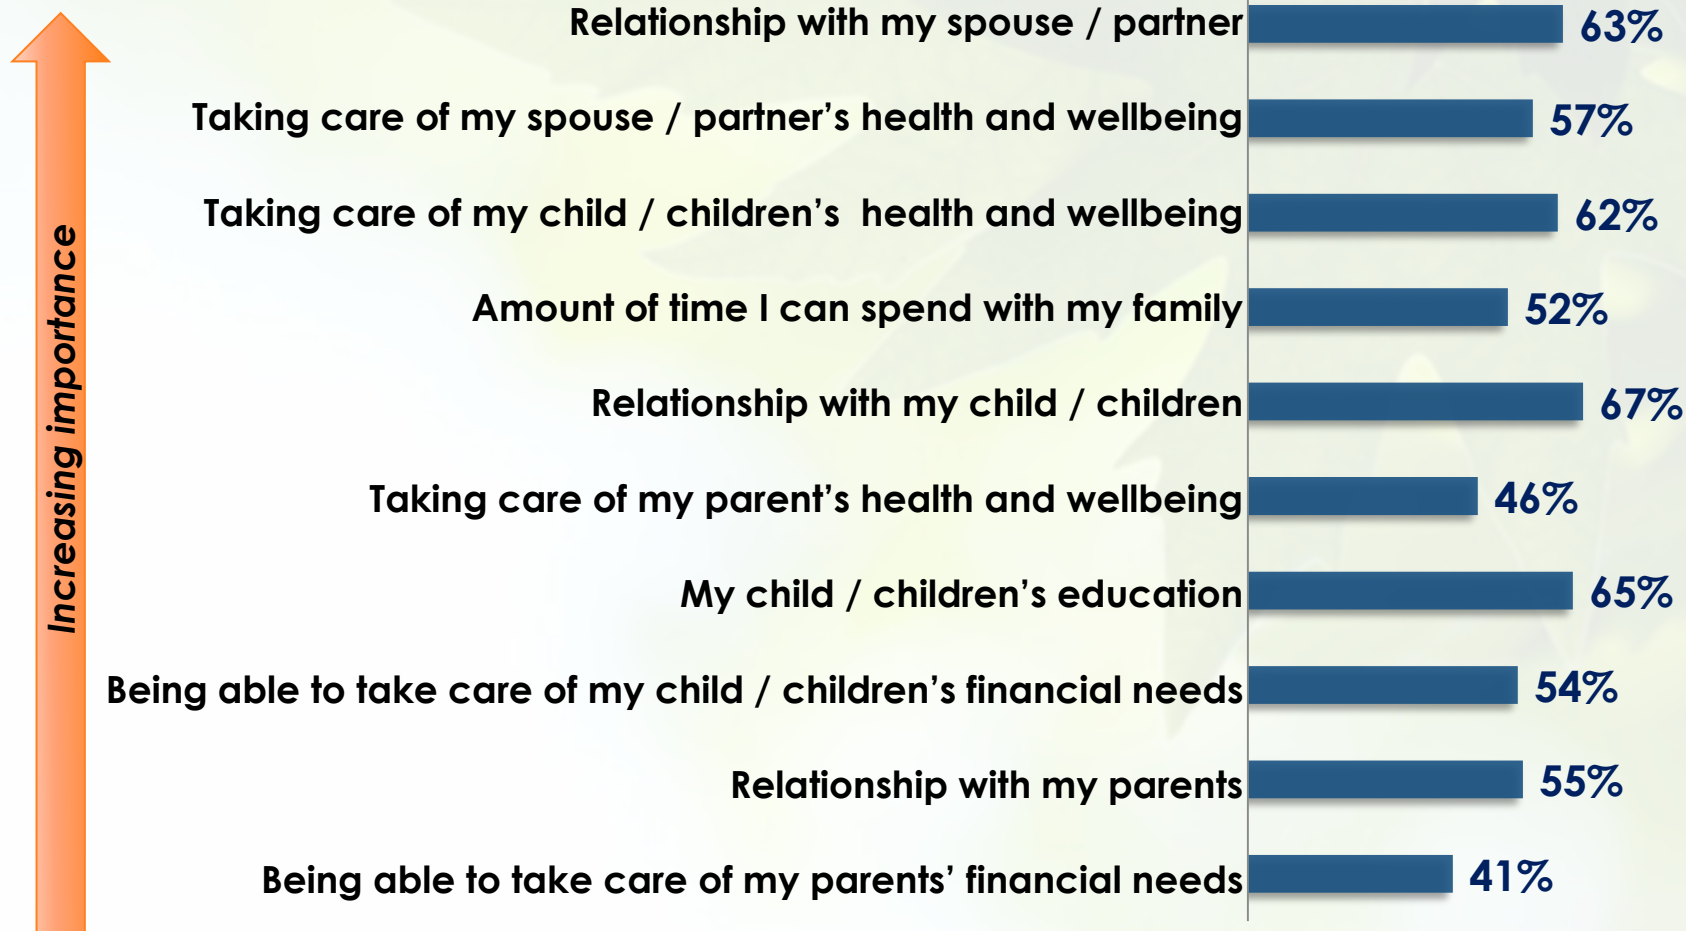 Increasing importance
Relationship with my spouse / partner 63%
Taking care of my spouse / partner’s health and wellbeing 57%
Taking care of my child / children’s  health and wellbeing 62%
Amount of time I can spend with my family 52%
Relationship with my child / children 67%
Taking care of my parent’s health and wellbeing 46%
My child / children’s education 65%
Being able to take care of my child / children’s financial needs 54%
Relationship with my parents 55%
Being able to take care of my parents’ financial needs 41%